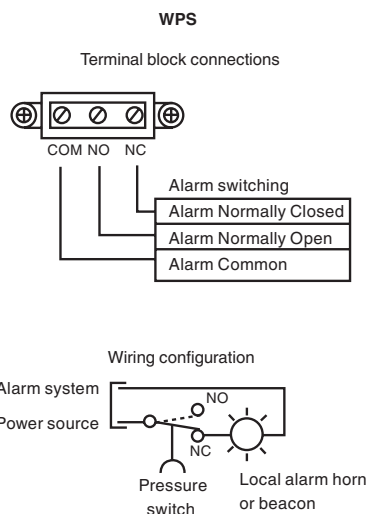 WPS
Terminal block connections
COM NO NC
Alarm switching
Alarm Normally Closed
Alarm Normally Open
Alarm Common
Wiring configuration
Alarm system
NO
Power source
NC
Pressure
switch
Local alarm horn
or beacon